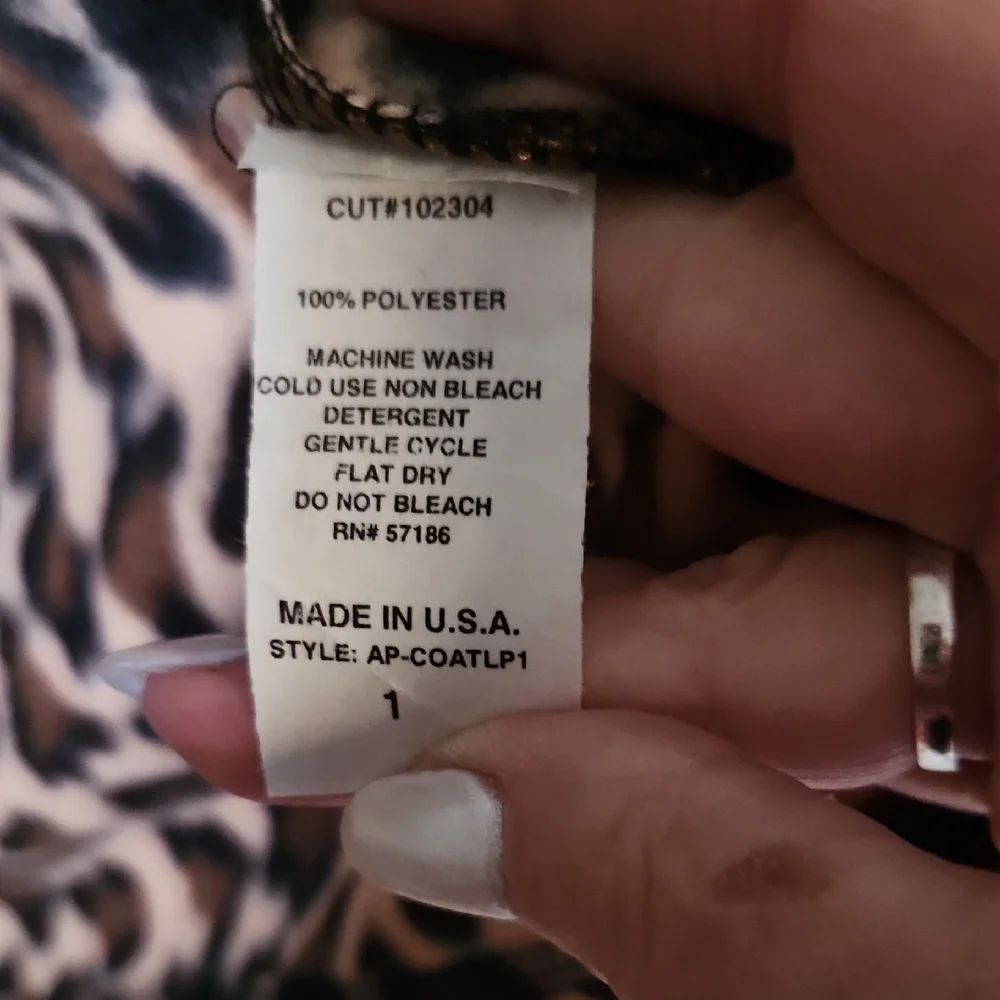 CUT#102304
100% POLYESTER
MACHINE WASH
COLD USE NON BLEACH
DETERGENT
GENTLE CYCLE
FLAT DRY
DO NOT BLEACH
RN# 57186
MADE IN U.S.A.
STYLE: AP-COATLP1
1